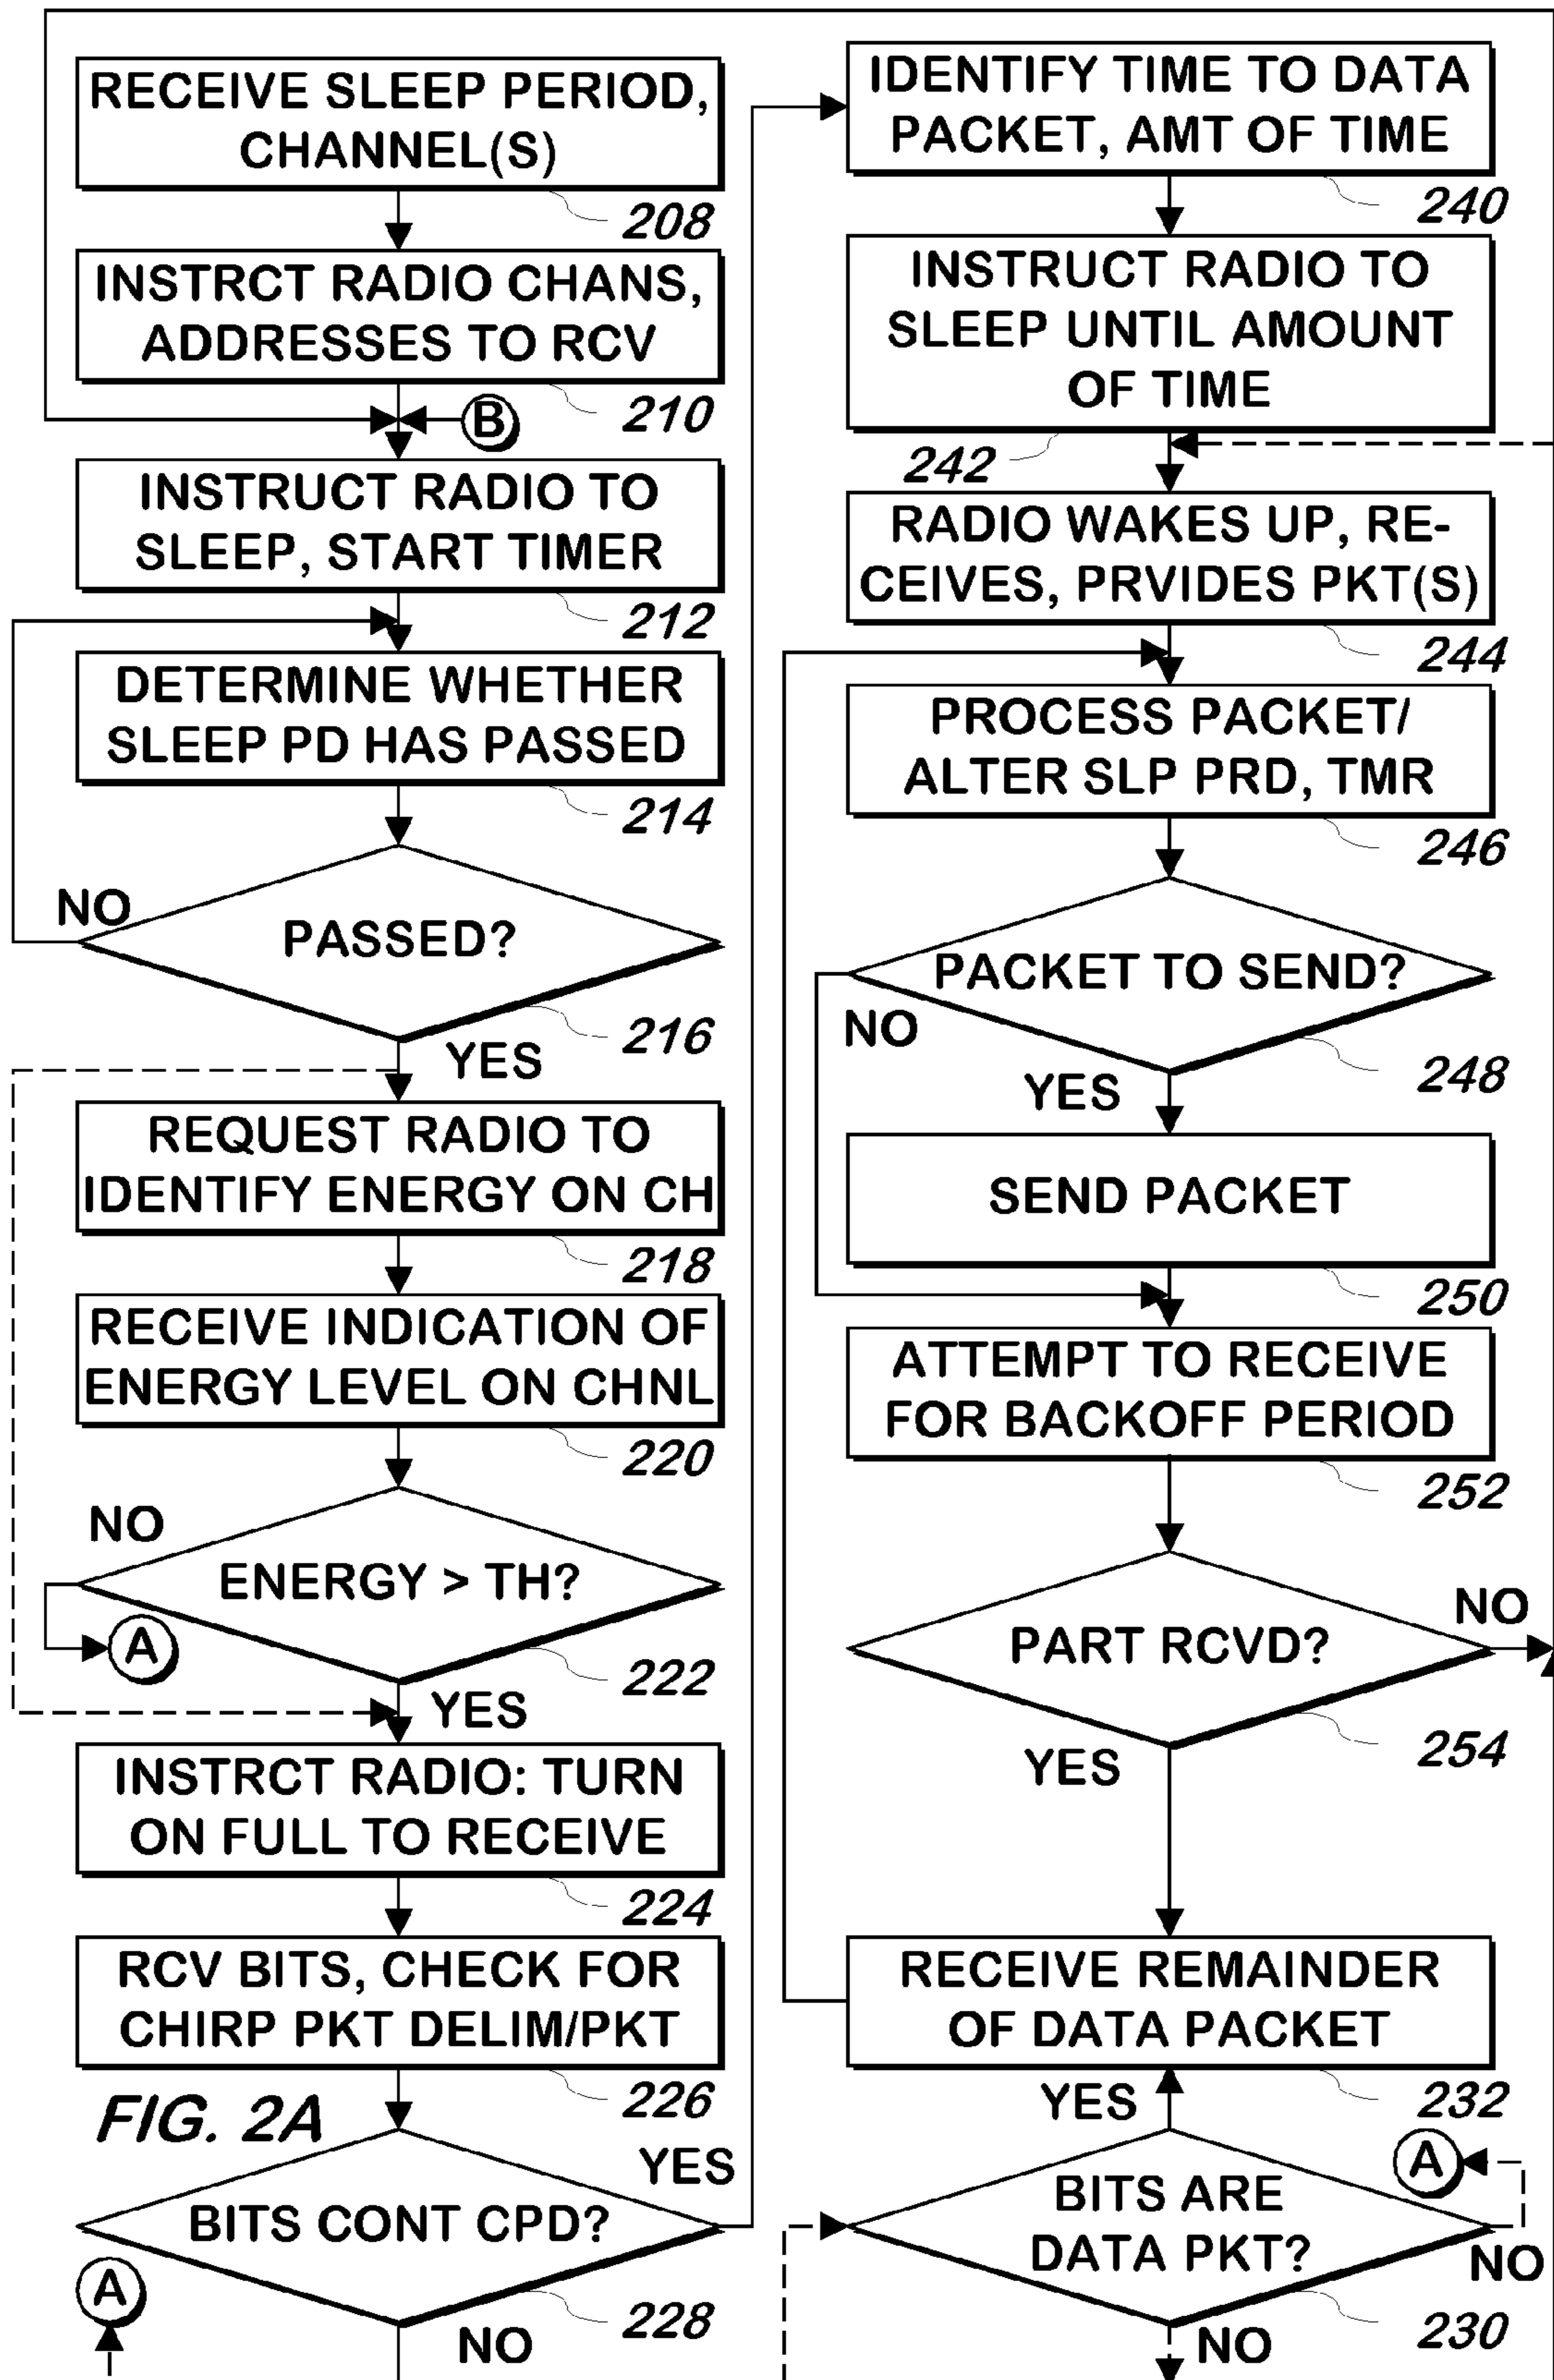 RECEIVE SLEEP PERIOD,
CHANNEL(S)
208
INSTRCT RADIO CHANS,
ADDRESSES TO RCV
210
B
INSTRUCT RADIO TO
SLEEP, START TIMER
212
DETERMINE WHETHER
SLEEP PD HAS PASSED
214
NO
PASSED?
216
YES
REQUEST RADIO TO
IDENTIFY ENERGY ON CH
218
RECEIVE INDICATION OF
ENERGY LEVEL ON CHNL
220
NO
ENERGY > TH?
A
222
YES
INSTRCT RADIO: TURN
ON FULL TO RECEIVE
224
RCV BITS, CHECK FOR
CHIRP PKT DELIM/PKT
226
FIG. 2A
YES
BITS CONT CPD?
A
228
NO
IDENTIFY TIME TO DATA
PACKET, AMT OF TIME
240
INSTRUCT RADIO TO
SLEEP UNTIL AMOUNT
OF TIME
242
RADIO WAKES UP, RE-
CEIVES, PRVIDES PKT(S)
244
PROCESS PACKET/
ALTER SLP PRD, TMR
246
PACKET TO SEND?
NO
248
YES
SEND PACKET
250
ATTEMPT TO RECEIVE
FOR BACKOFF PERIOD
252
NO
PART RCVD?
254
YES
RECEIVE REMAINDER
OF DATA PACKET
232
YES
A
BITS ARE
DATA PKT?
NO
230
NO